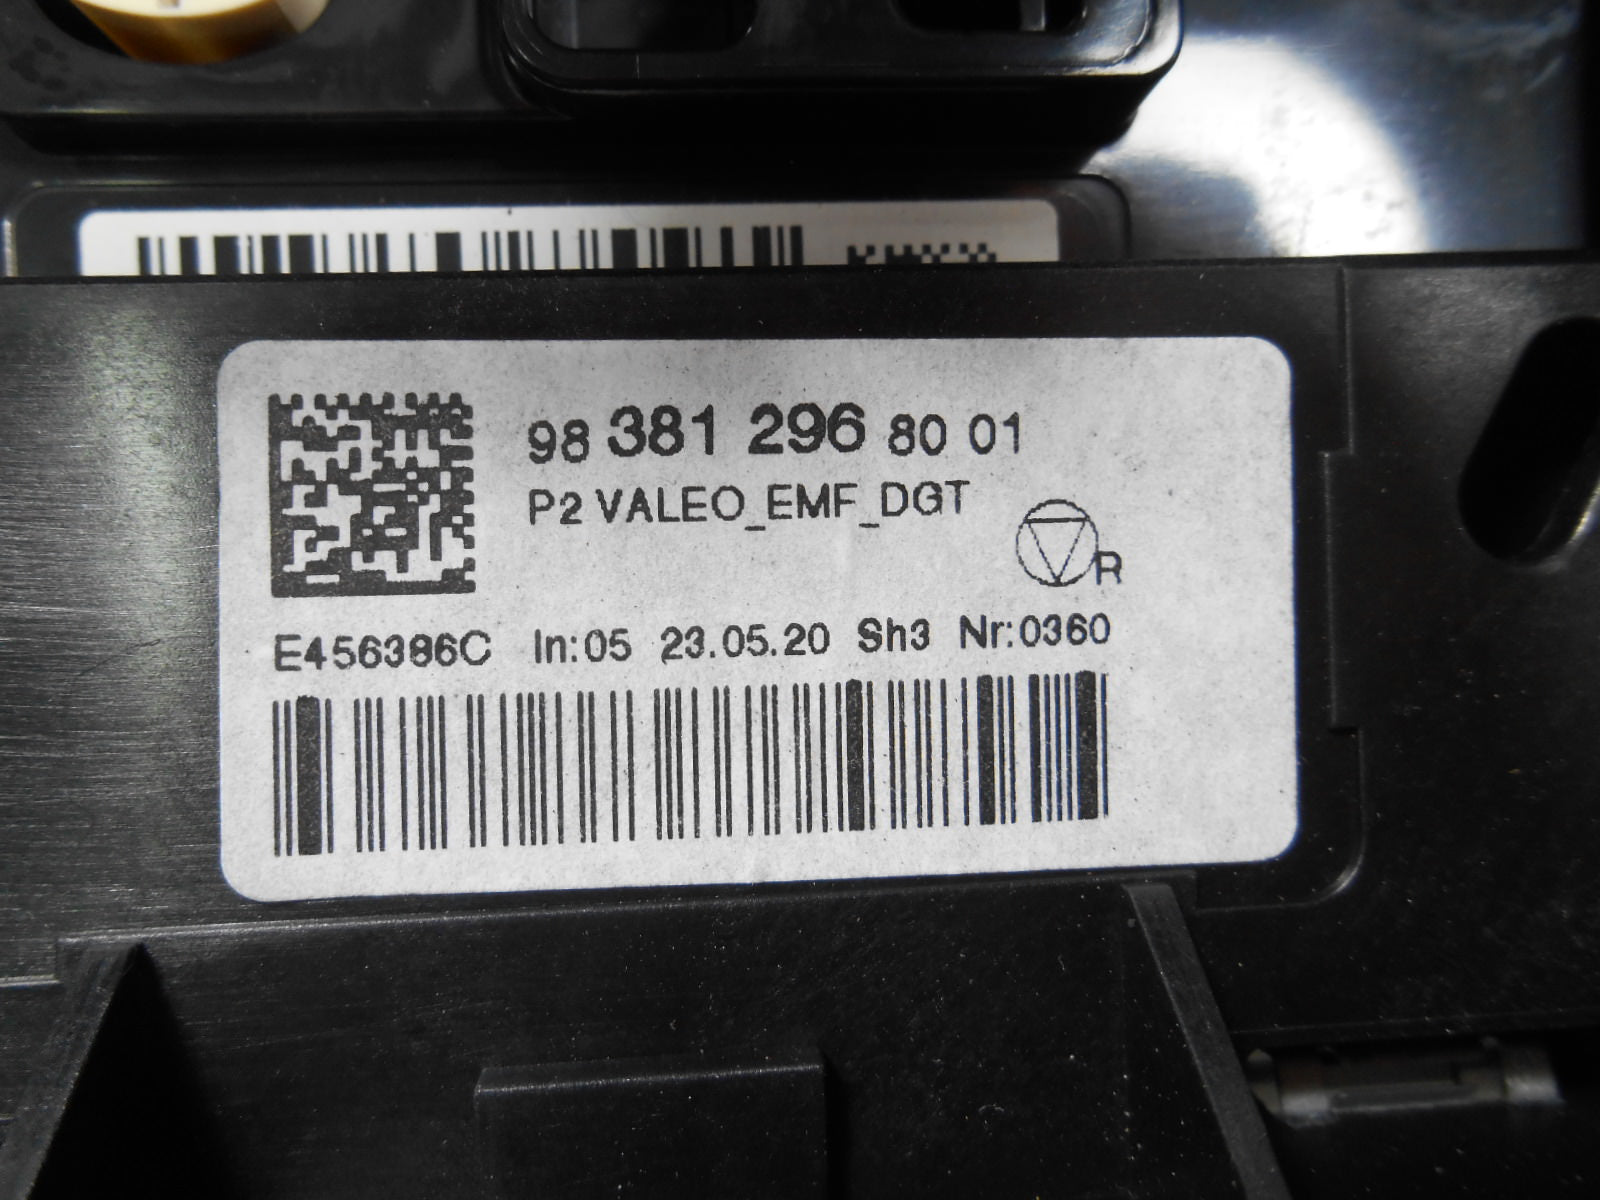 98 381 296 80 01
P2 VALEO_EMF_DGT
R
E456386C In:05 23.05.20 Sh3 Nr:0360